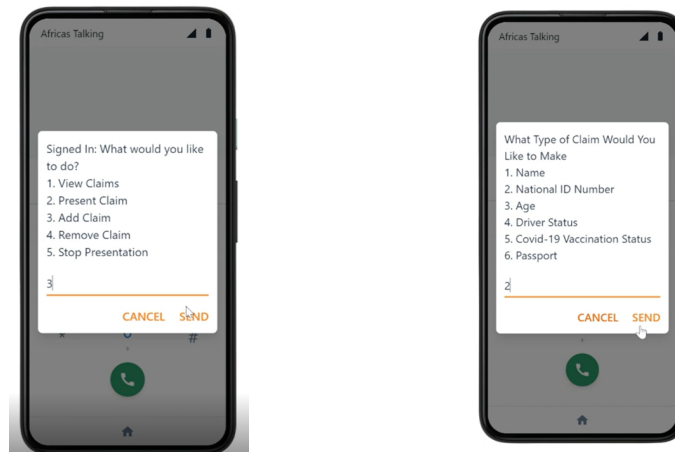 Africas Talking
Signed In: What would you like
to do?
1. View Claims
2. Present Claim
3. Add Claim
4. Remove Claim
5. Stop Presentation
3
CANCEL SEND
* 0 #
+
Africas Talking
What Type of Claim Would You
Like to Make
1. Name
2. National ID Number
3. Age
4. Driver Status
5. Covid-19 Vaccination Status
6. Passport
2
CANCEL SEND
+